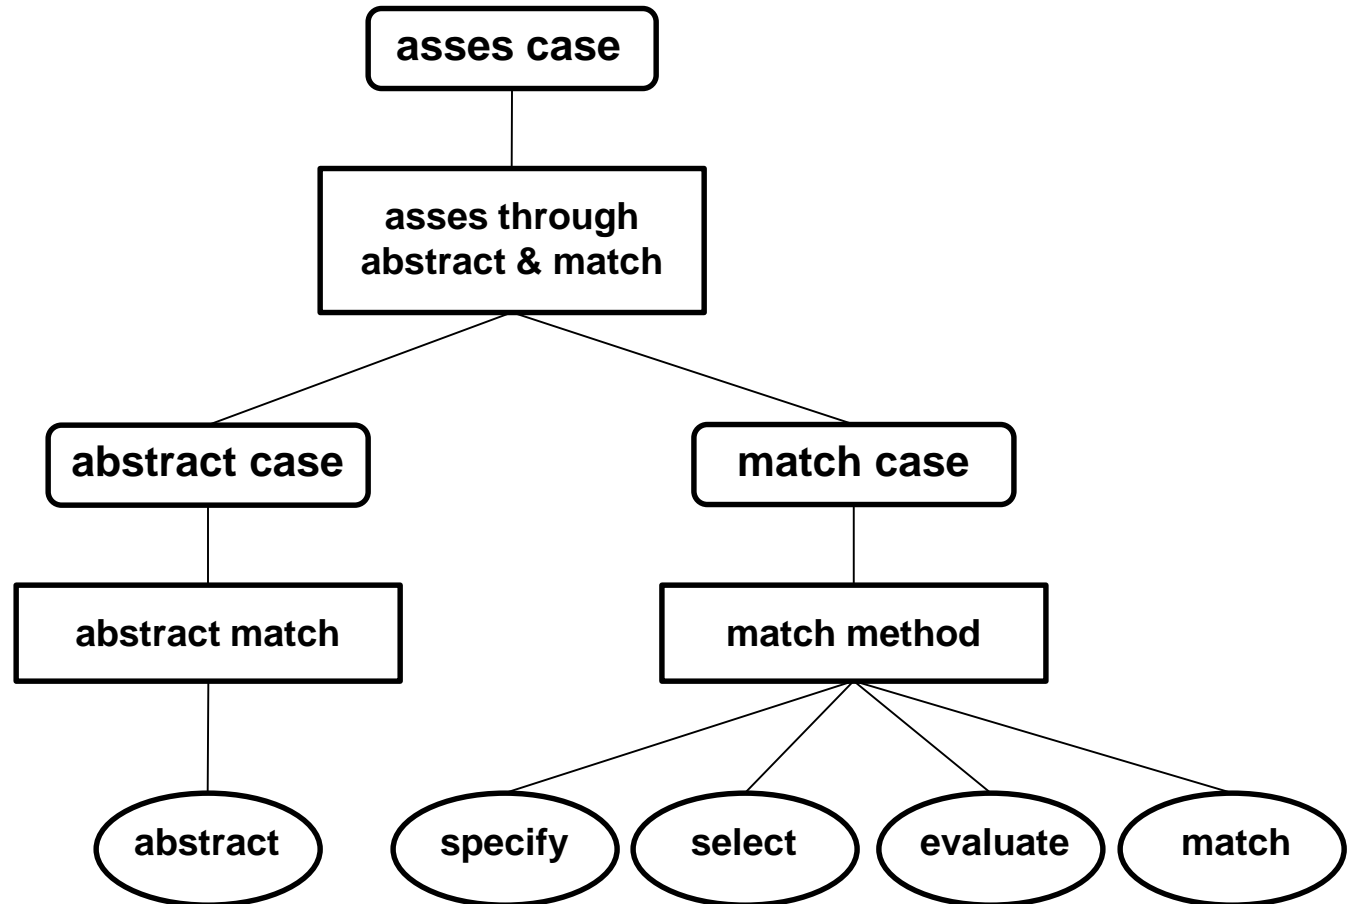 asses case
asses through
abstract & match
abstract case
match case
abstract match
match method
abstract
specify
select
evaluate
match